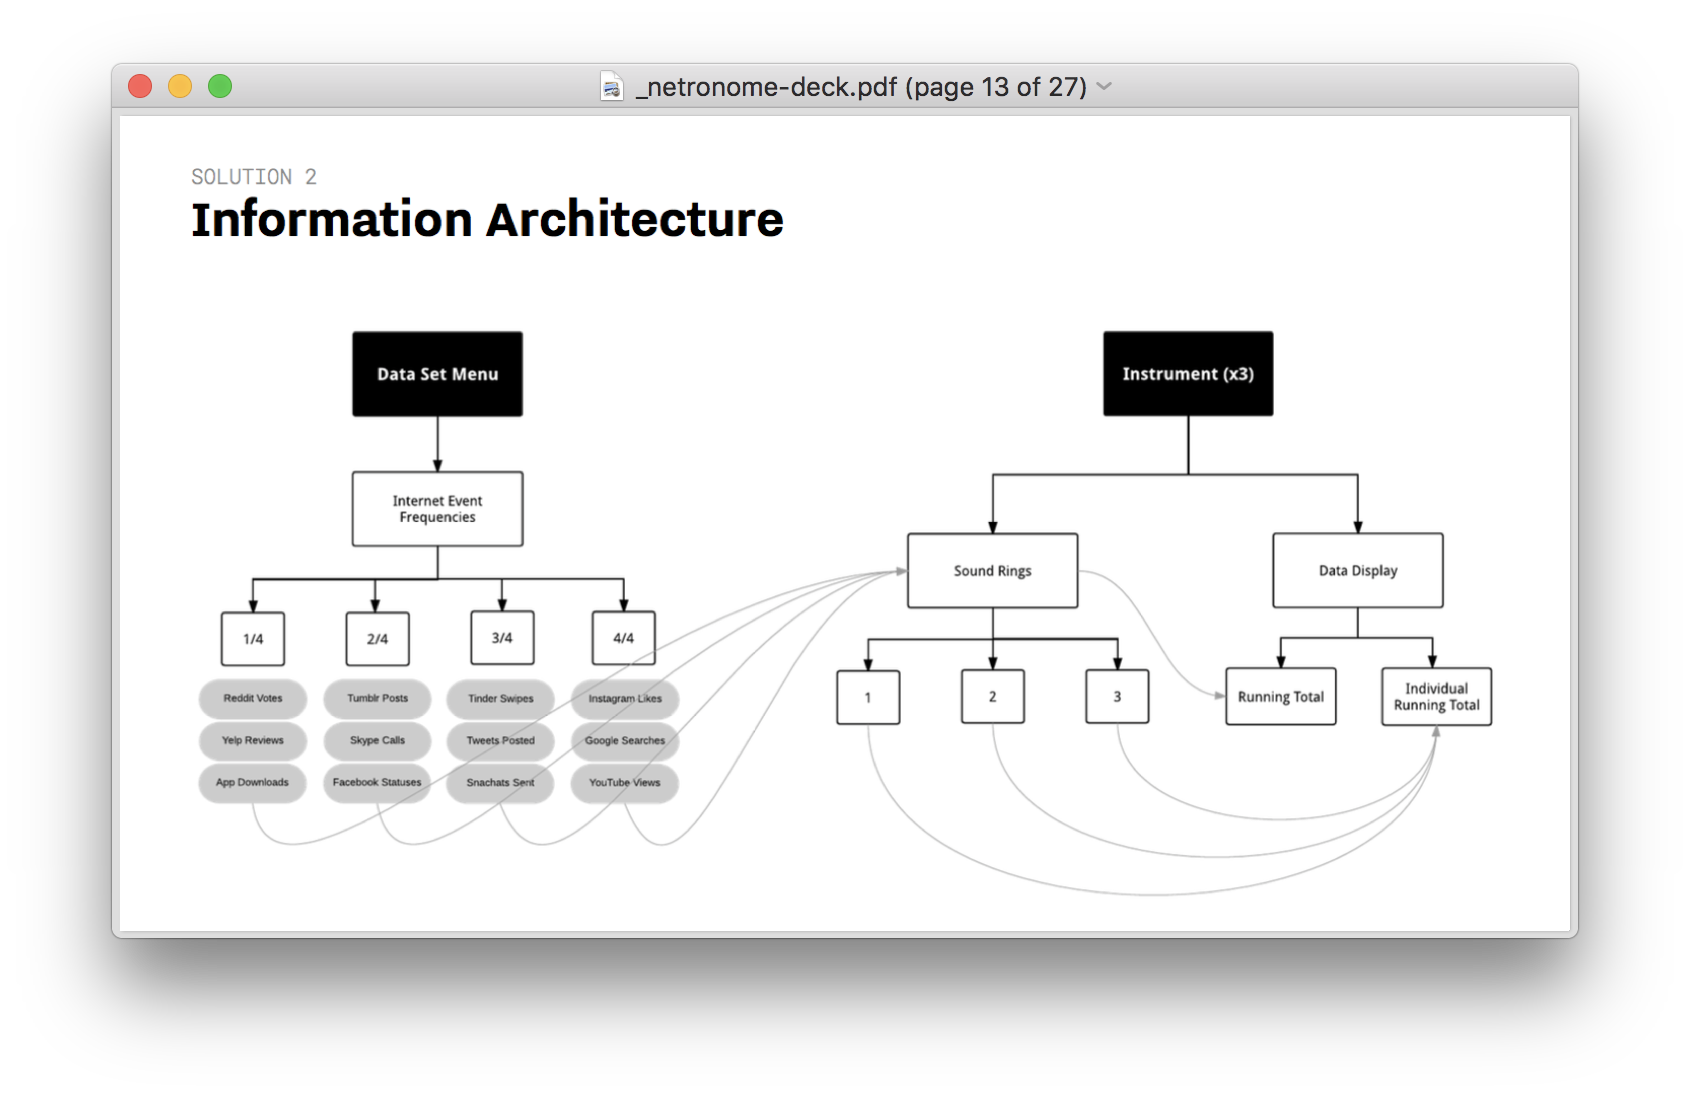 _netronome-deck.pdf (page 13 of 27)
SOLUTION 2
Information Architecture
Data Set Menu
Internet Event
Frequencies
1/4
2/4
3/4
4/4
Reddit Votes
Tumblr Posts
Tinder Swipes
Instagram Likes
Yelp Reviews
Skype Calls
Tweets Posted
Google Searches
App Downloads
Facebook Statuses
Snachats Sent
YouTube Views
Instrument (x3)
Sound Rings
Data Display
1
2
3
Running Total
Individual
Running Total